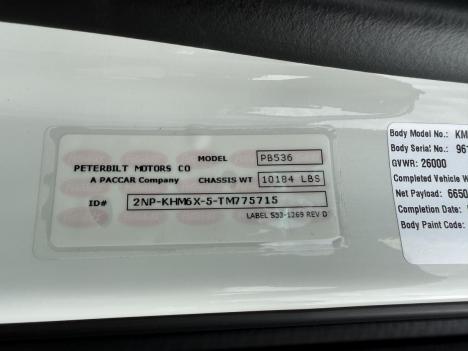 PETERBILT MOTORS CO
A PACCAR Company
MODEL PB536
CHASSIS WT 10184 LBS
ID# 2NP-KHM6X-5-TM775715
LABEL S93-1269 REV D
Body Model No.: KM
Body Serial No.: 961
GVWR: 26000
Completed Vehicle W
Net Payload: 6650
Completion Date
Body Paint Code: